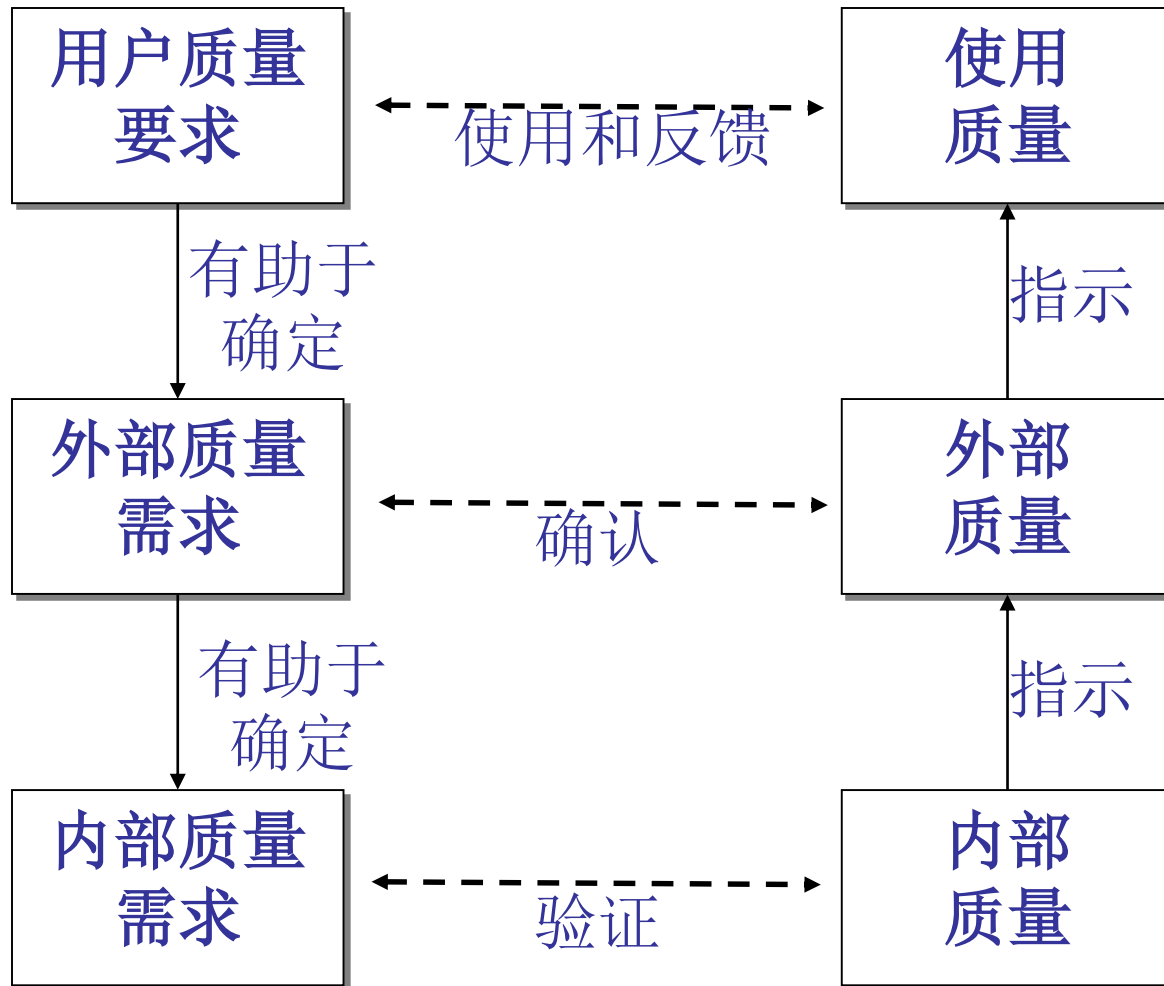 用户质量
要求
使用
质量
使用和反馈
有助于
确定
指示
外部质量
需求
外部
质量
确认
有助于
确定
指示
内部质量
需求
内部
质量
验证